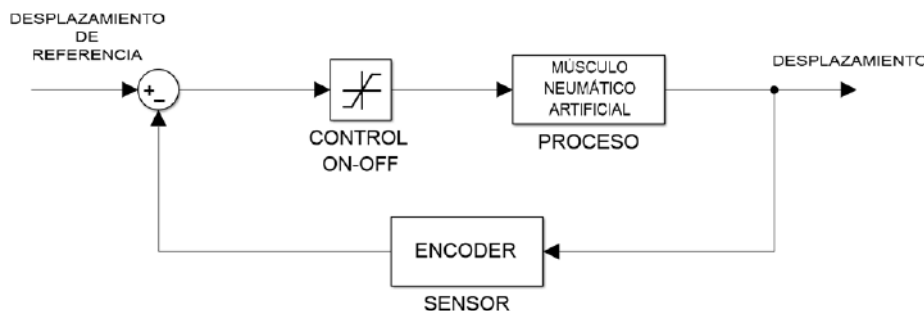 DESPLAZAMIENTO
DE
REFERENCIA
+
-
CONTROL
ON-OFF
MÚSCULO
NEUMÁTICO
ARTIFICIAL
PROCESO
DESPLAZAMIENTO
ENCODER
SENSOR